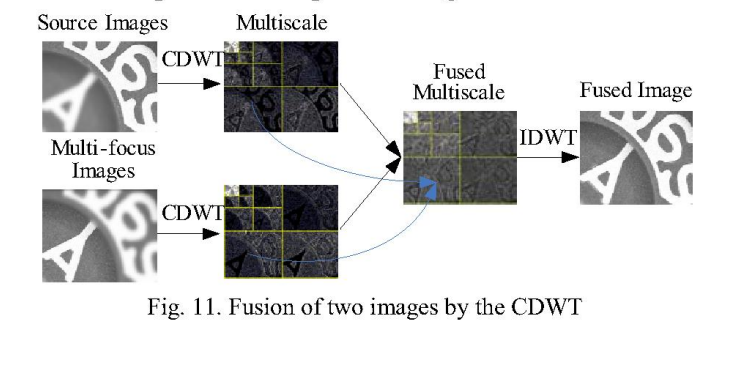 Source Images
Multiscale
CDWT
Fused
Multiscale
Fused Image
IDWT
Multi-focus
Images
CDWT
Fig. 11. Fusion of two images by the CDWT